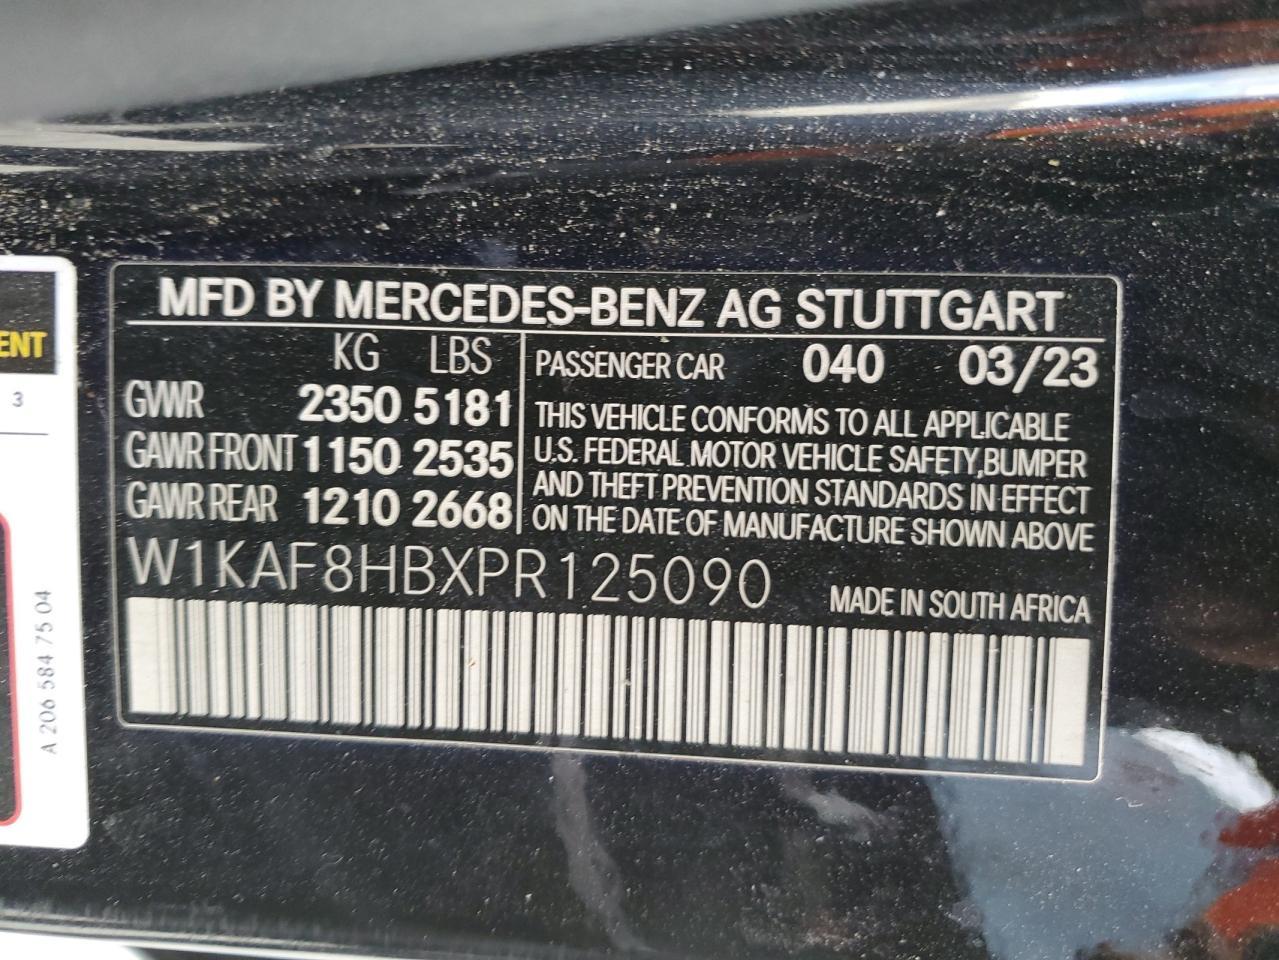 ENT
3
A 206 584 75 04
MFD BY MERCEDES-BENZ AG STUTTGART
KG LBS
GWR 2350 5181
GAWR FRONT 1150 2535
GAWR REAR 1210 2668
PASSENGER CAR 040 03/23
THIS VEHICLE CONFORMS TO ALL APPLICABLE
U.S. FEDERAL MOTOR VEHICLE SAFETY,BUMPER
AND THEFT PREVENTION STANDARDS IN EFFECT
ON THE DATE OF MANUFACTURE SHOWN ABOVE
W1KAF8HBXPR125090
MADE IN SOUTH AFRICA